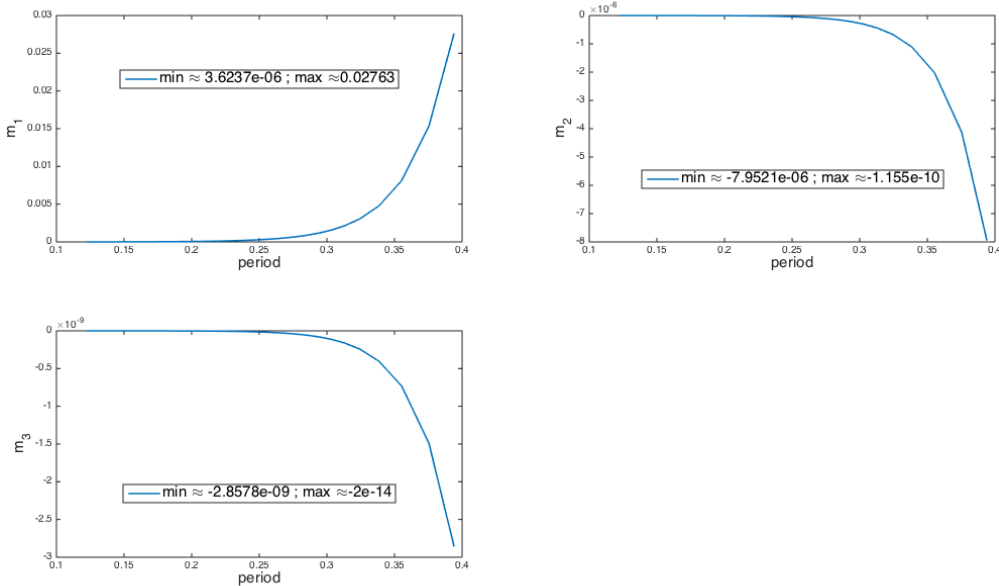 0.03
0.025
0.02
0.015
0.01
0.005
0
m1
min ≈ 3.6237e-06 ; max ≈0.02763
0.1 0.15 0.2 0.25 0.3 0.35 0.4
period
×10-6
0
-1
-2
-3
-4
-5
-6
-7
-8
m2
min ≈ -7.9521e-06 ; max ≈-1.155e-10
0.1 0.15 0.2 0.25 0.3 0.35 0.4
period
×10-9
0
-0.5
-1
-1.5
-2
-2.5
-3
m3
min ≈ -2.8578e-09 ; max ≈-2e-14
0.1 0.15 0.2 0.25 0.3 0.35 0.4
period